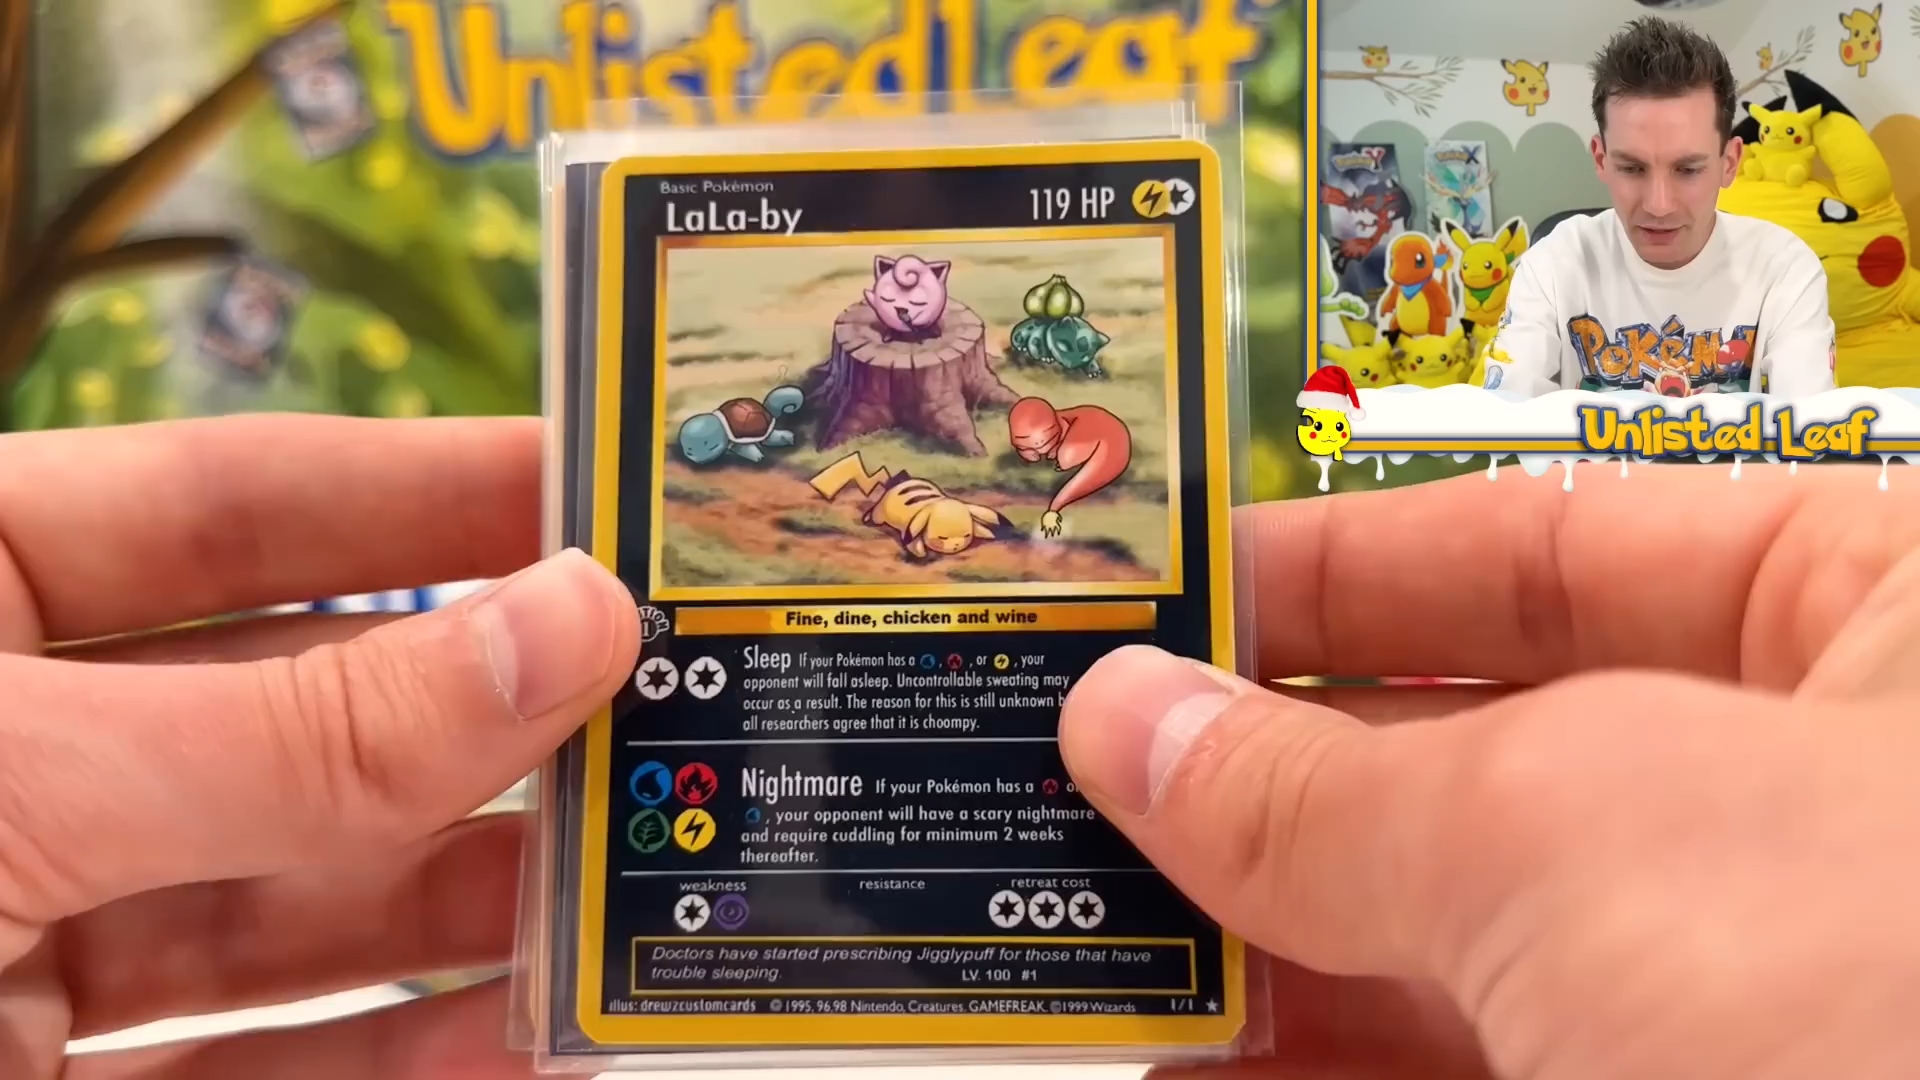 Unlisted Leaf
Basic Pokémon
LaLa-by
119 HP
Fine, dine, chicken and wine
Sleep If your Pokémon has a , , or , your
opponent will fall asleep. Uncontrollable sweating may
occur as a result. The reason for this is still unknown
all researchers agree that it is choompy.
Nightmare If your Pokémon has a
, your opponent will have a scary nightmare
and require cuddling for minimum 2 weeks
thereafter.
weakness
resistance
retreat cost
Doctors have started prescribing Jigglypuff for those that have
trouble sleeping. LV. 100 #1
illus: drewzcustomcards © 1995, 96,98 Nintendo, Creatures, GAMEFREAK. ©1999 Wizards 1/1
Unlisted Leaf